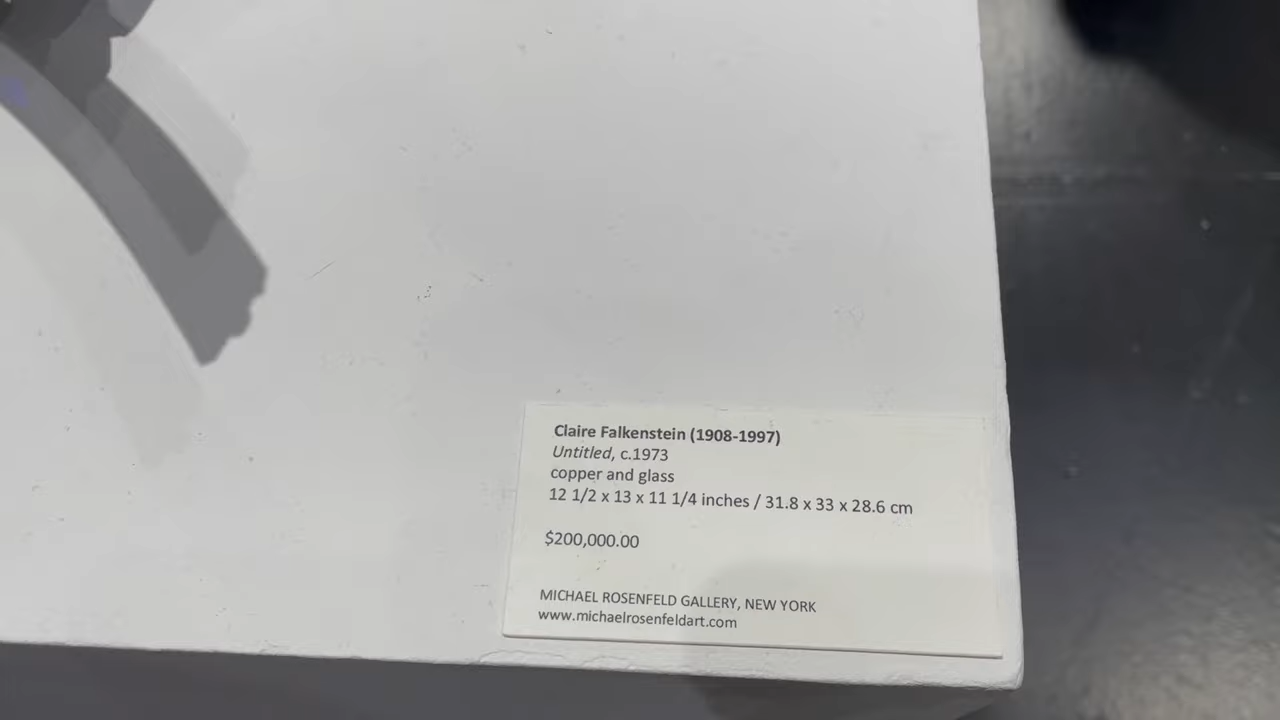 Claire Falkenstein (1908-1997)
Untitled, c.1973
copper and glass
12 1/2 x 13 x 11 1/4 inches / 31.8 x 33 x 28.6 cm
$200,000.00
MICHAEL ROSENFELD GALLERY, NEW YORK
www.michaelrosenfeldart.com